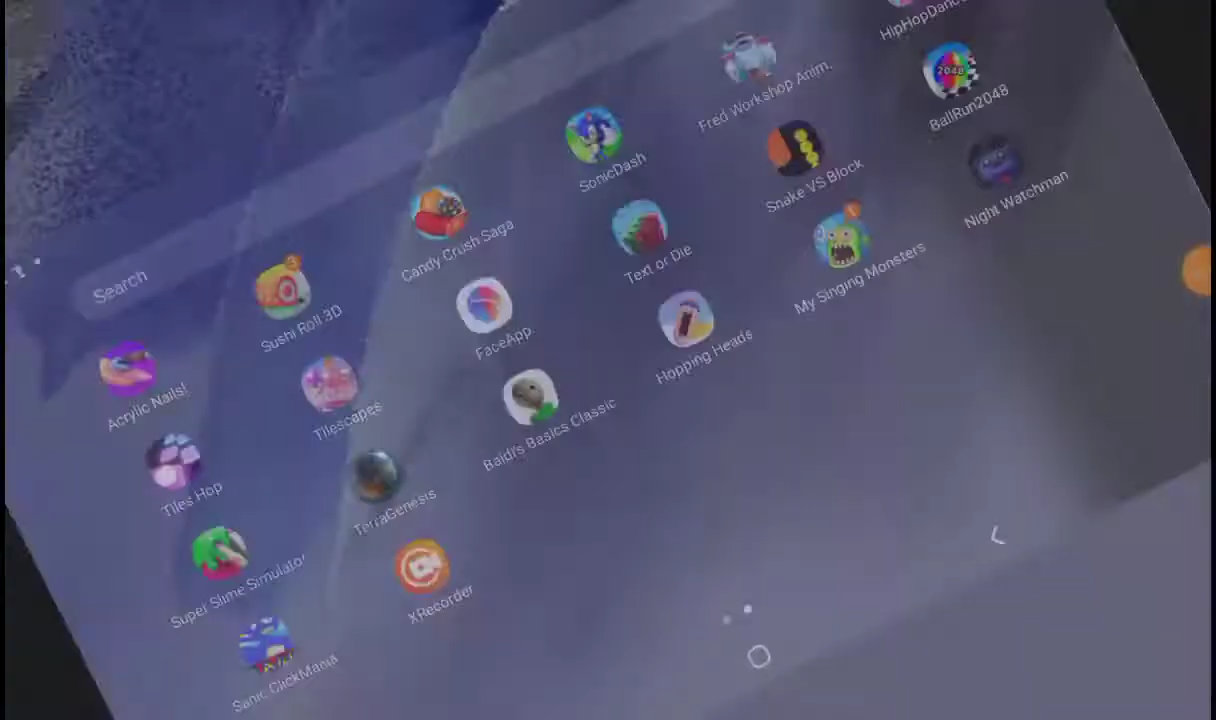 Search
Acrylic Nails!
Sushi Roll 3D
Candy Crush Saga
SonicDash
Fred Workshop Anim.
Tiles Hop
Tilescapes
FaceApp
Text or Die
Snake VS Block
BallRun2048
2048
Super Slime Simulator
TerraGenesis
Baldi's Basics Classic
Hopping Heads
My Singing Monsters
Night Watchman
Sanic ClickMania
XRecorder